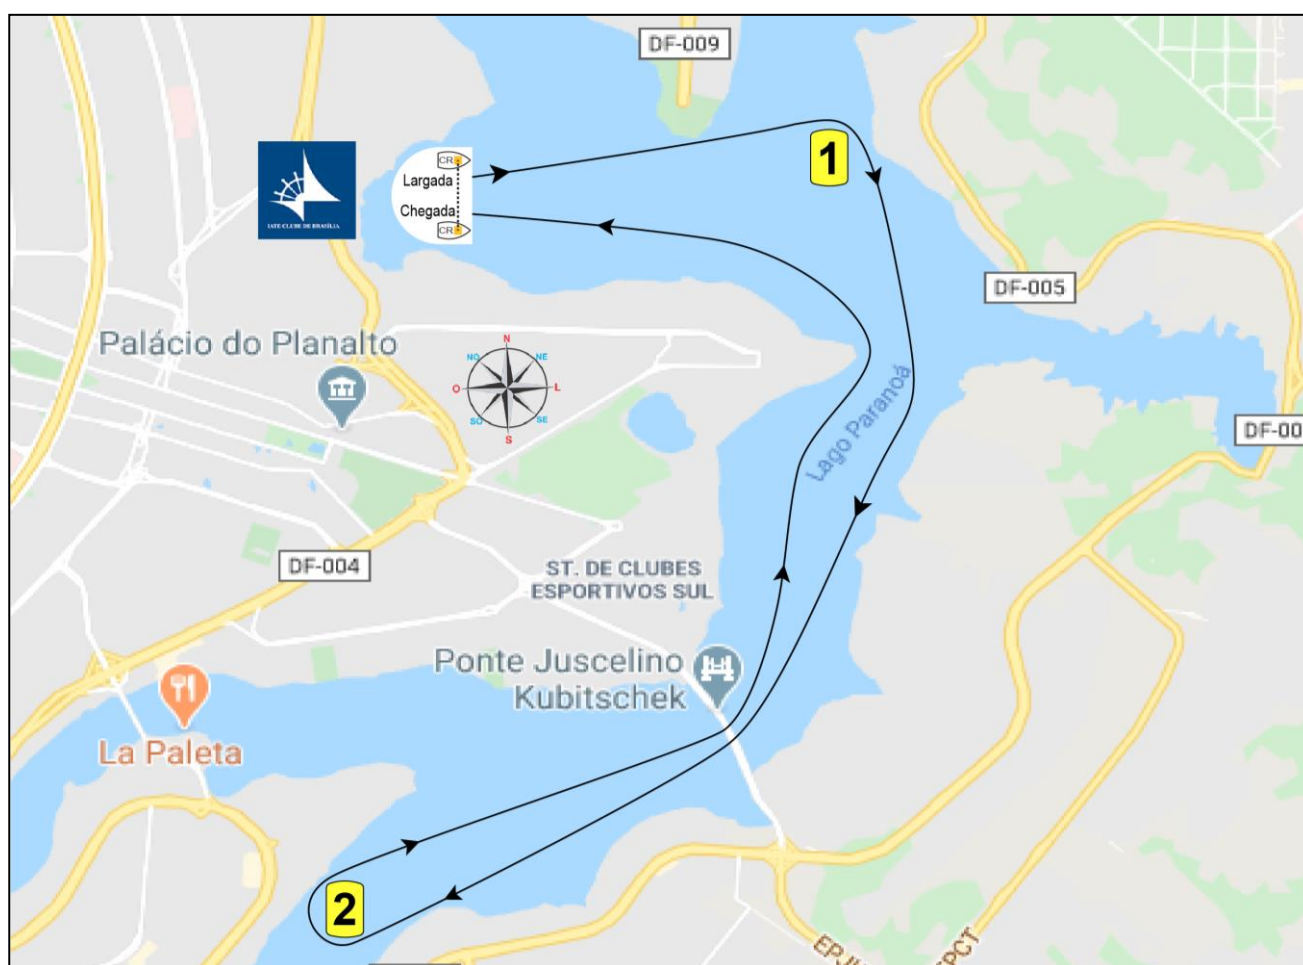 DF-009
1
CR
Largada
Chegada
CR
IATE CLUBE DE BRASÍLIA
DF-005
Palácio do Planalto
N
NO
NE
O
L
SO
SE
S
Lago Paranoá
DF-00
DF-004
ST. DE CLUBES
ESPORTIVOS SUL
Ponte Juscelino
Kubitschek
La Paleta
2